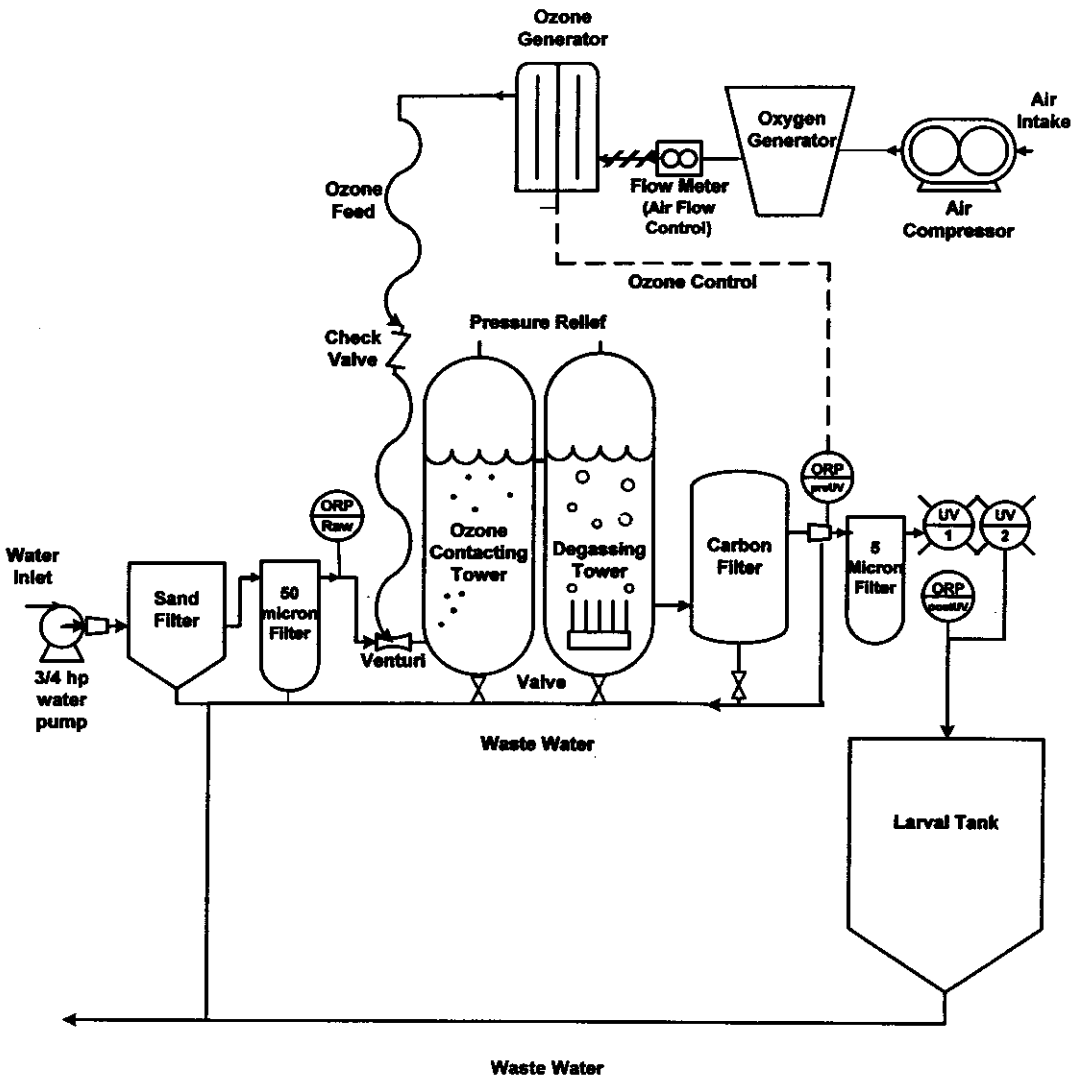 Ozone
Generator
Air
Intake
Oxygen
Generator
Flow Meter
(Air Flow
Control)
Air
Compressor
Ozone
Feed
Ozone Control
Check
Valve
Pressure Relief
ORP
Raw
ORP
preUV
Ozone
Contacting
Tower
Degassing
Tower
Carbon
Filter
5
Micron
Filter
UV
1
UV
2
ORP
postUV
Water
Inlet
Sand
Filter
50
micron
Filter
Venturi
3/4 hp
water
pump
Valve
Waste Water
Larval Tank
Waste Water